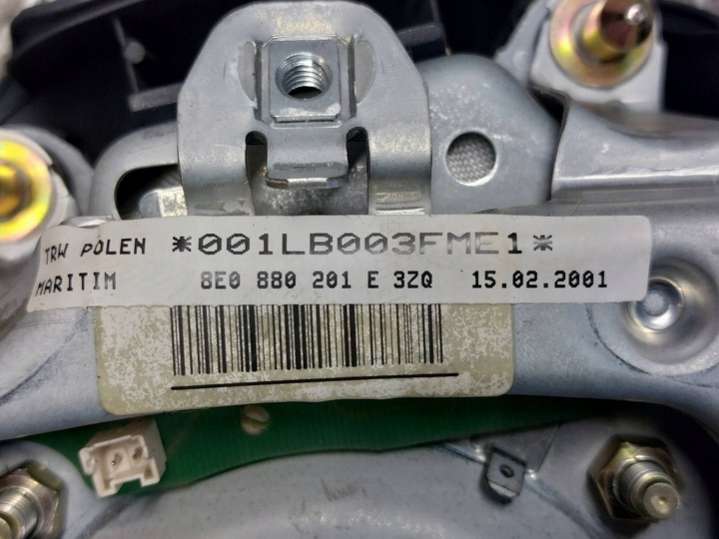 TRW POLEN *001LB003FME1*
MARITIM 8E0 880 201 E 3ZQ 15.02.2001